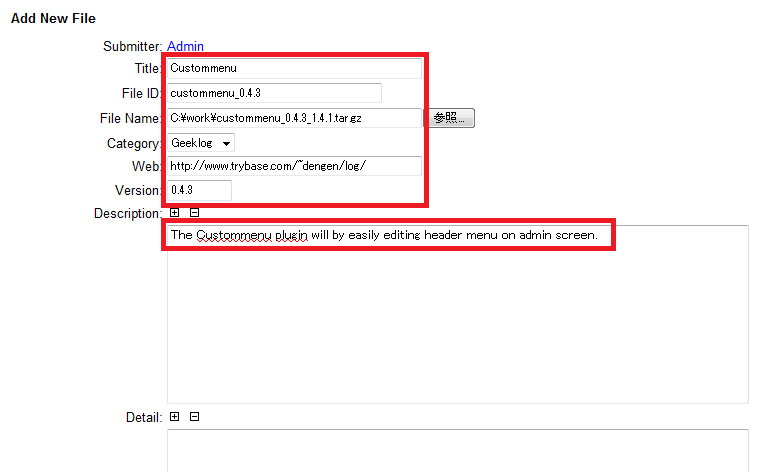 Add New File
Submitter: Admin
Title: Custommenu
File ID: custommenu_0.4.3
File Name: C:¥work¥custommenu_0.4.3_1.4.1.tar.gz 参照...
Category: Geeklog
Web: http://www.trybase.com/~dengen/log/
Version: 0.4.3
Description:
The Custommenu plugin will by easily editing header menu on admin screen.
Detail: